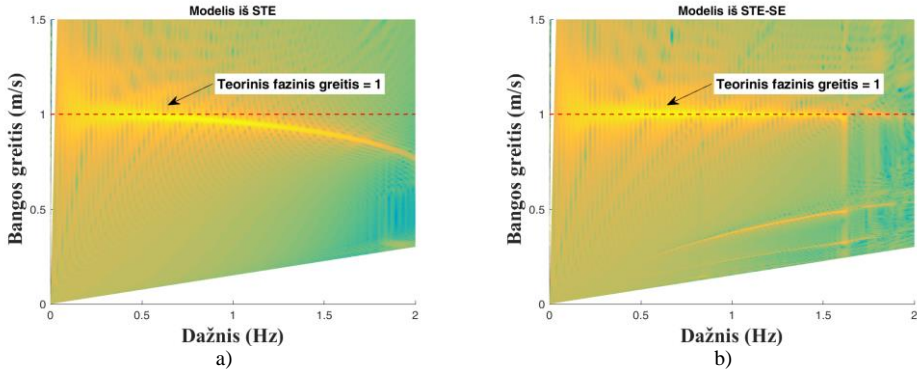 Modelis iš STE
Bangos greitis (m/s)
1.5
1
0.5
0
Teorinis fazinis greitis = 1
0
0.5
1
1.5
2
Dažnis (Hz)
a)
Modelis iš STE-SE
Bangos greitis (m/s)
1.5
1
0.5
0
Teorinis fazinis greitis = 1
0
0.5
1
1.5
2
Dažnis (Hz)
b)